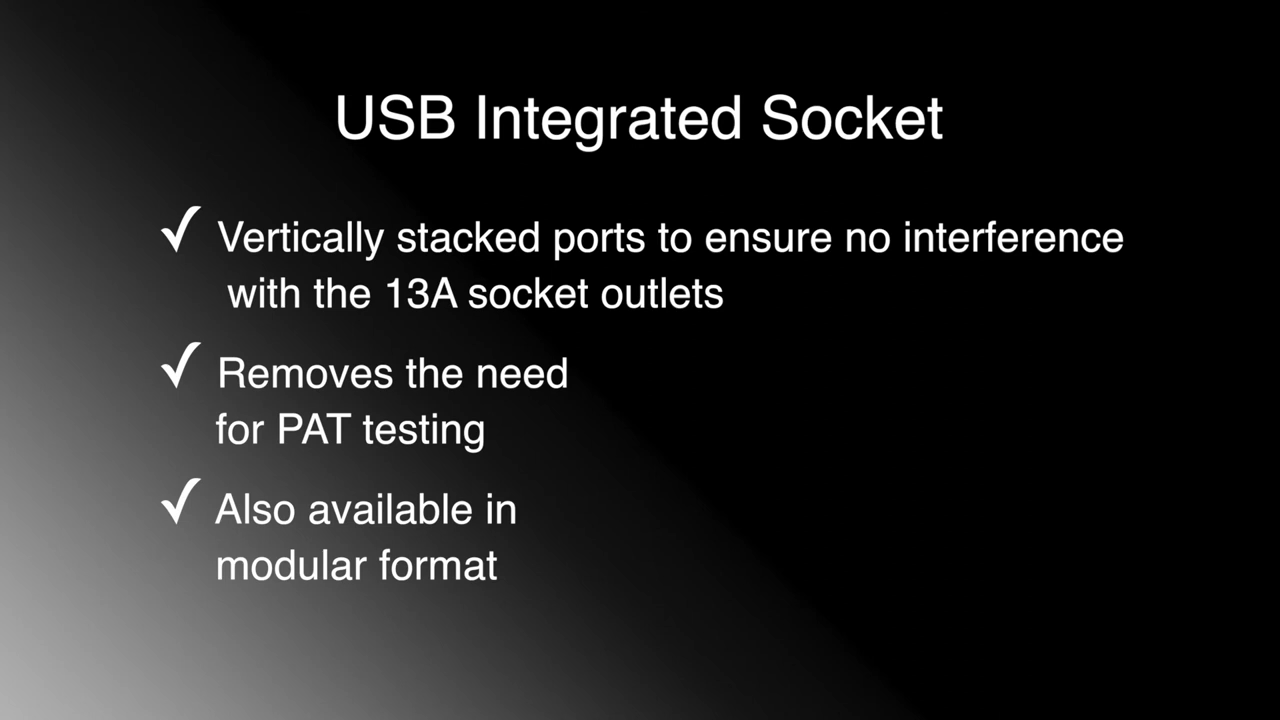 USB Integrated Socket
✓ Vertically stacked ports to ensure no interference
with the 13A socket outlets
✓ Removes the need
for PAT testing
✓ Also available in
modular format